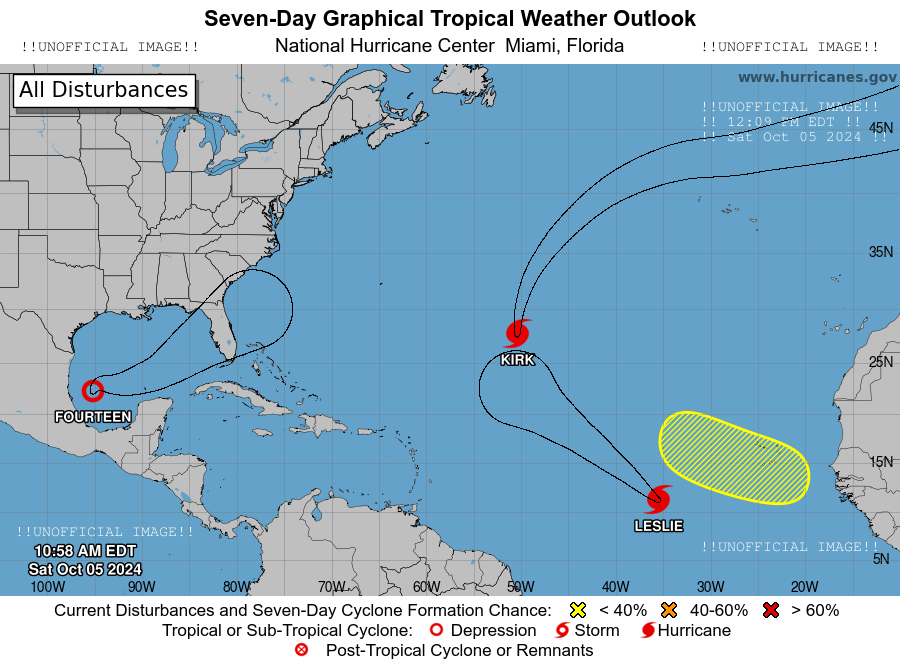 Seven-Day Graphical Tropical Weather Outlook
!!UNOFFICIAL IMAGE!! National Hurricane Center Miami, Florida !!UNOFFICIAL IMAGE!!
All Disturbances
www.hurricanes.gov
!!UNOFFICIAL IMAGE!!
!! 12:09 PM EDT !!
!! Sat Oct 05 2024 !!
45N
35N
25N
15N
5N
KIRK
FOURTEEN
LESLIE
!!UNOFFICIAL IMAGE!!
10:58 AM EDT
Sat Oct 05 2024
!!UNOFFICIAL IMAGE!!
100W 90W 80W 70W 60W 50W 40W 30W 20W
Current Disturbances and Seven-Day Cyclone Formation Chance: < 40% 40-60% > 60%
Tropical or Sub-Tropical Cyclone: Depression Storm Hurricane
Post-Tropical Cyclone or Remnants